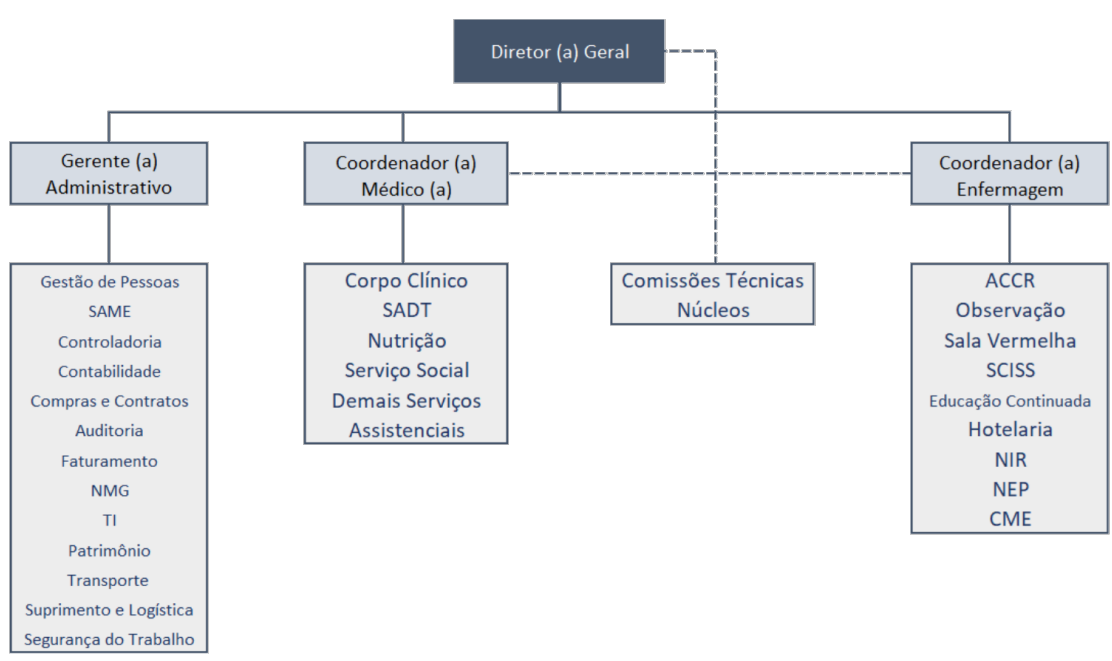 Diretor (a) Geral
Gerente (a)
Administrativo
Coordenador (a)
Médico (a)
Coordenador (a)
Enfermagem
Gestão de Pessoas
SAME
Controladoria
Contabilidade
Compras e Contratos
Auditoria
Faturamento
NMG
TI
Patrimônio
Transporte
Suprimento e Logística
Segurança do Trabalho
Corpo Clínico
SADT
Nutrição
Serviço Social
Demais Serviços
Assistenciais
Comissões Técnicas
Núcleos
ACCR
Observação
Sala Vermelha
SCISS
Educação Continuada
Hotelaria
NIR
NEP
CME